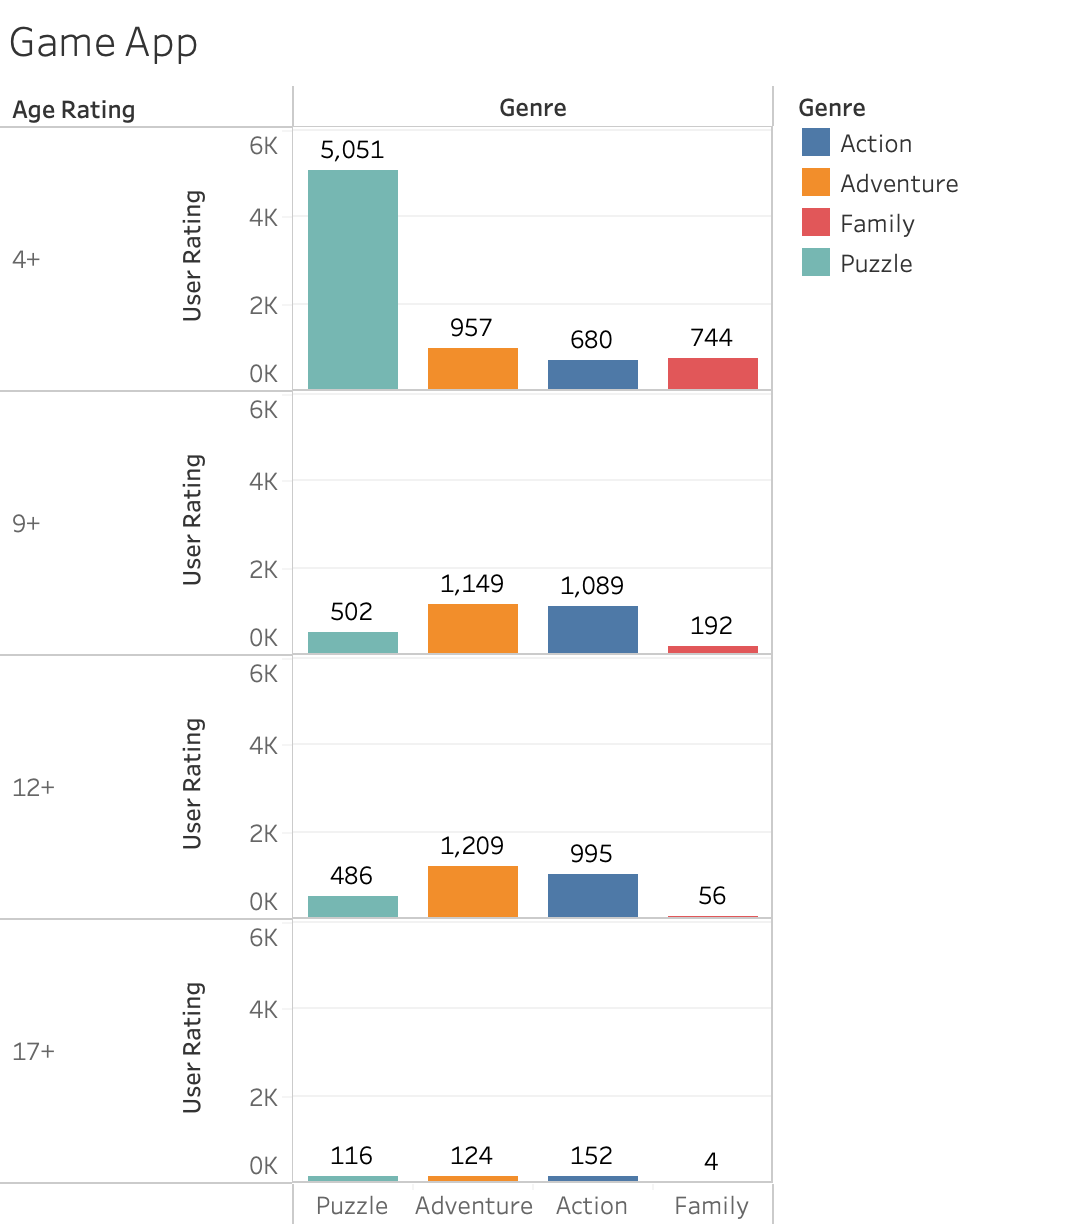 Game App
Age Rating
Genre
Genre
Action
Adventure
Family
Puzzle
4+
User Rating
6K
4K
2K
0K
5,051
957
680
744
9+
User Rating
6K
4K
2K
0K
502
1,149
1,089
192
12+
User Rating
6K
4K
2K
0K
486
1,209
995
56
17+
User Rating
6K
4K
2K
0K
116
124
152
4
Puzzle
Adventure
Action
Family